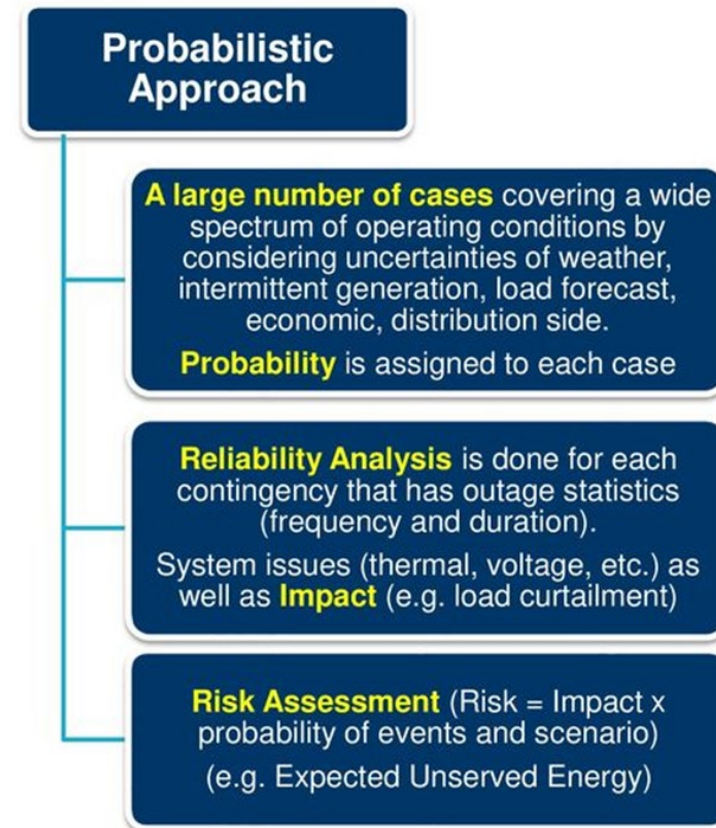 Probabilistic
Approach
A large number of cases covering a wide
spectrum of operating conditions by
considering uncertainties of weather,
intermittent generation, load forecast,
economic, distribution side.
Probability is assigned to each case
Reliability Analysis is done for each
contingency that has outage statistics
(frequency and duration).
System issues (thermal, voltage, etc.) as
well as Impact (e.g. load curtailment)
Risk Assessment (Risk = Impact x
probability of events and scenario)
(e.g. Expected Unserved Energy)